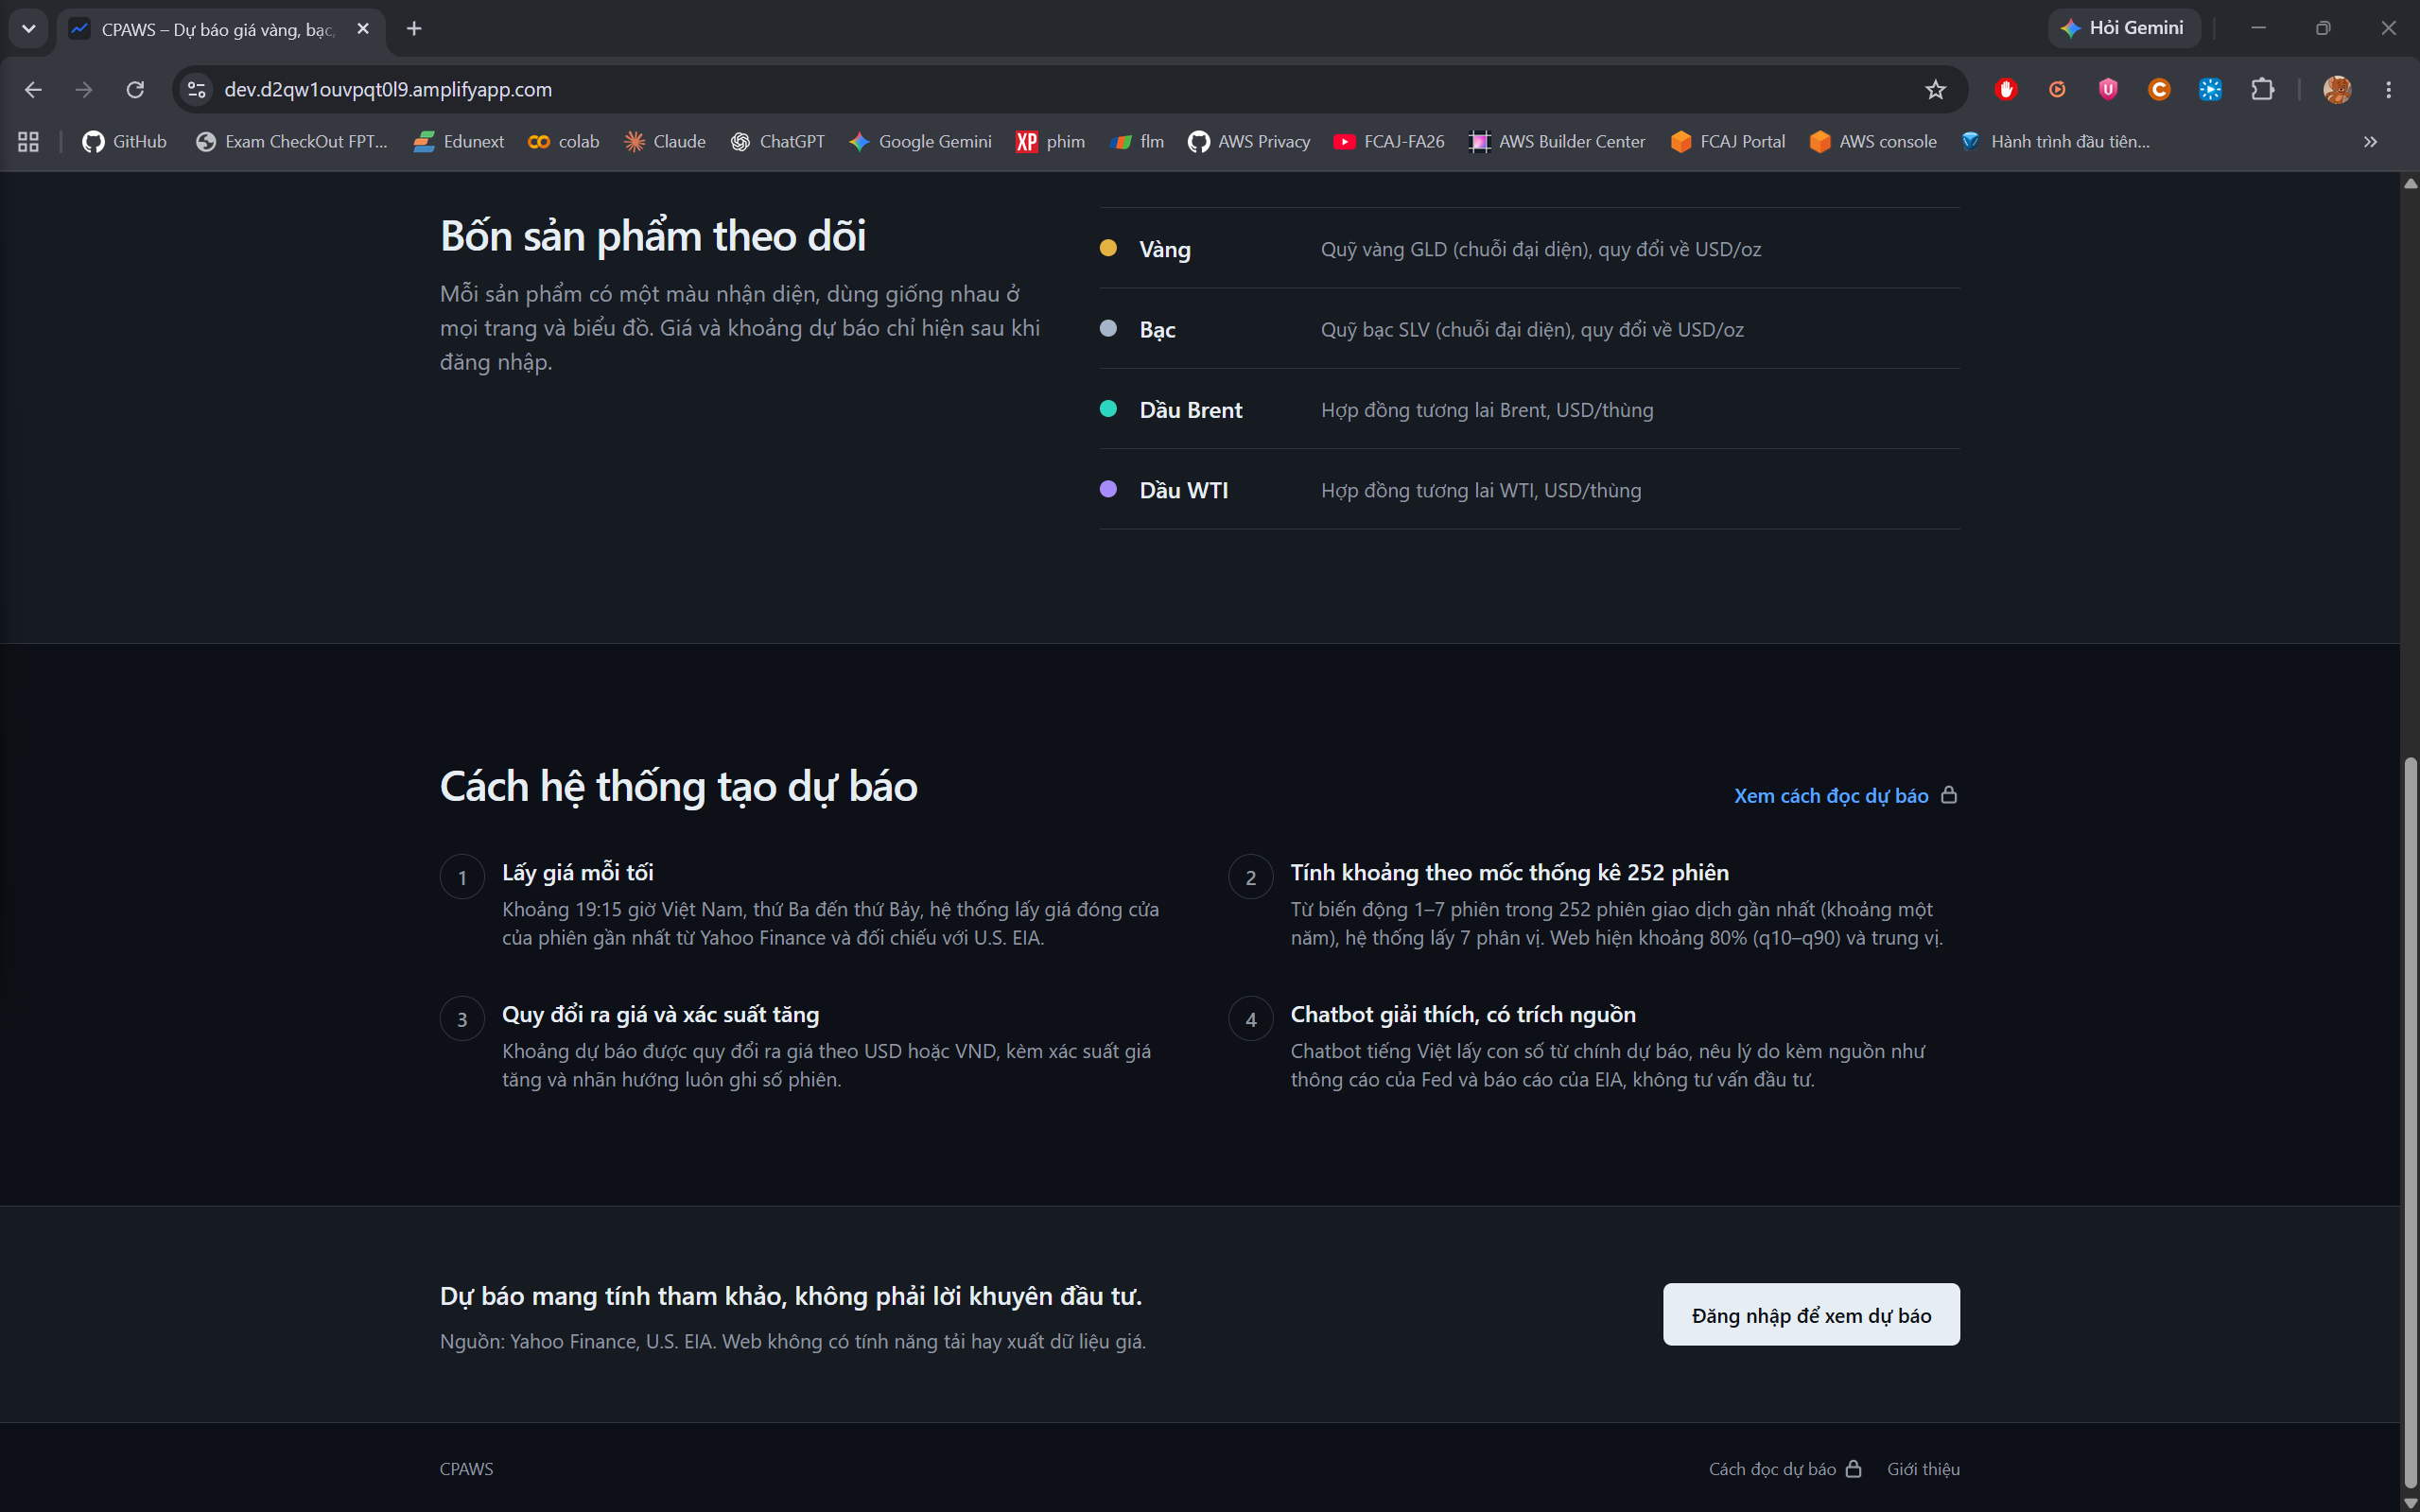 CPAWS – Dự báo giá vàng, bạc,
Hỏi Gemini
dev.d2qw1ouvpqt0l9.amplifyapp.com
GitHub
Exam CheckOut FPT...
Edunext
colab
Claude
ChatGPT
Google Gemini
XP phim
flm
AWS Privacy
FCAJ-FA26
AWS Builder Center
FCAJ Portal
AWS console
Hành trình đầu tiên...
Bốn sản phẩm theo dõi
Mỗi sản phẩm có một màu nhận diện, dùng giống nhau ở
mọi trang và biểu đồ. Giá và khoảng dự báo chỉ hiện sau khi
đăng nhập.
Vàng
Quỹ vàng GLD (chuỗi đại diện), quy đổi về USD/oz
Bạc
Quỹ bạc SLV (chuỗi đại diện), quy đổi về USD/oz
Dầu Brent
Hợp đồng tương lai Brent, USD/thùng
Dầu WTI
Hợp đồng tương lai WTI, USD/thùng
Cách hệ thống tạo dự báo
Xem cách đọc dự báo
1
Lấy giá mỗi tối
Khoảng 19:15 giờ Việt Nam, thứ Ba đến thứ Bảy, hệ thống lấy giá đóng cửa
của phiên gần nhất từ Yahoo Finance và đối chiếu với U.S. EIA.
2
Tính khoảng theo mốc thống kê 252 phiên
Từ biến động 1–7 phiên trong 252 phiên giao dịch gần nhất (khoảng một
năm), hệ thống lấy 7 phân vị. Web hiện khoảng 80% (q10–q90) và trung vị.
3
Quy đổi ra giá và xác suất tăng
Khoảng dự báo được quy đổi ra giá theo USD hoặc VND, kèm xác suất giá
tăng và nhãn hướng luôn ghi số phiên.
4
Chatbot giải thích, có trích nguồn
Chatbot tiếng Việt lấy con số từ chính dự báo, nêu lý do kèm nguồn như
thông cáo của Fed và báo cáo của EIA, không tư vấn đầu tư.
Dự báo mang tính tham khảo, không phải lời khuyên đầu tư.
Nguồn: Yahoo Finance, U.S. EIA. Web không có tính năng tải hay xuất dữ liệu giá.
Đăng nhập để xem dự báo
CPAWS
Cách đọc dự báo
Giới thiệu